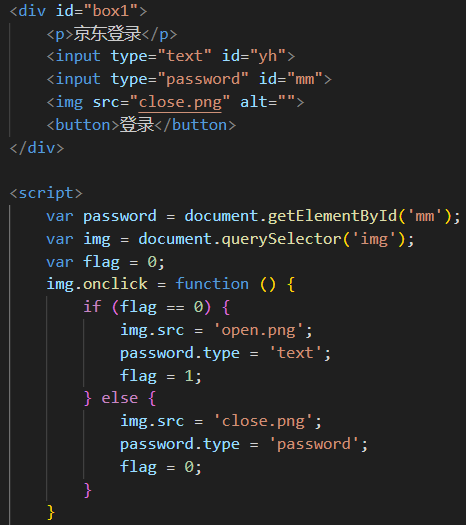 <div id="box1">
    <p>京东登录</p>
    <input type="text" id="yh">
    <input type="password" id="mm">
    <img src="close.png" alt="">
    <button>登录</button>
</div>

<script>
    var password = document.getElementById('mm');
    var img = document.querySelector('img');
    var flag = 0;
    img.onclick = function () {
        if (flag == 0) {
            img.src = 'open.png';
            password.type = 'text';
            flag = 1;
        } else {
            img.src = 'close.png';
            password.type = 'password';
            flag = 0;
        }
    }